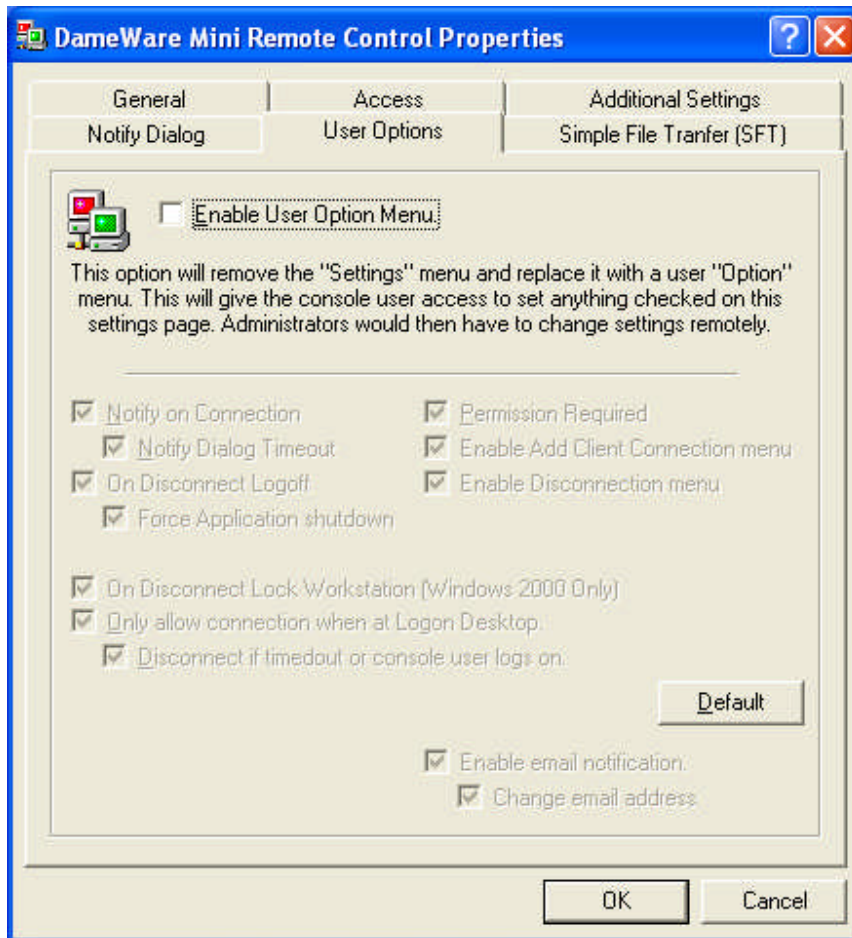 DameWare Mini Remote Control Properties
General Access Additional Settings
Notify Dialog User Options Simple File Tranfer (SFT)
Enable User Option Menu.
This option will remove the "Settings" menu and replace it with a user "Option"
menu. This will give the console user access to set anything checked on this
settings page. Administrators would then have to change settings remotely.
Notify on Connection Permission Required
Notify Dialog Timeout Enable Add Client Connection menu
On Disconnect Logoff Enable Disconnection menu
Force Application shutdown
On Disconnect Lock Workstation (Windows 2000 Only)
Only allow connection when at Logon Desktop.
Disconnect if timedout or console user logs on.
Default
Enable email notification.
Change email address
OK Cancel